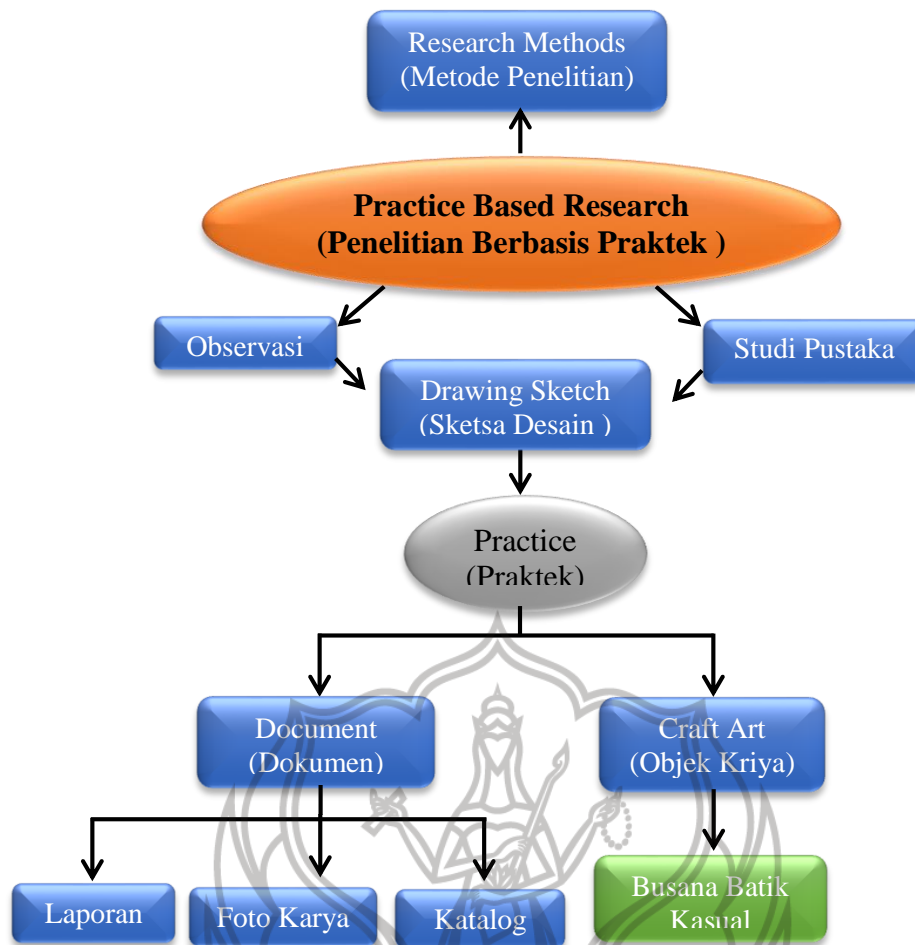 Research Methods
(Metode Penelitian)
Practice Based Research
(Penelitian Berbasis Praktek )
Observasi
Studi Pustaka
Drawing Sketch
(Sketsa Desain )
Practice
(Praktek)
Document
(Dokumen)
Craft Art
(Objek Kriya)
Laporan
Foto Karya
Katalog
Busana Batik
Kasual